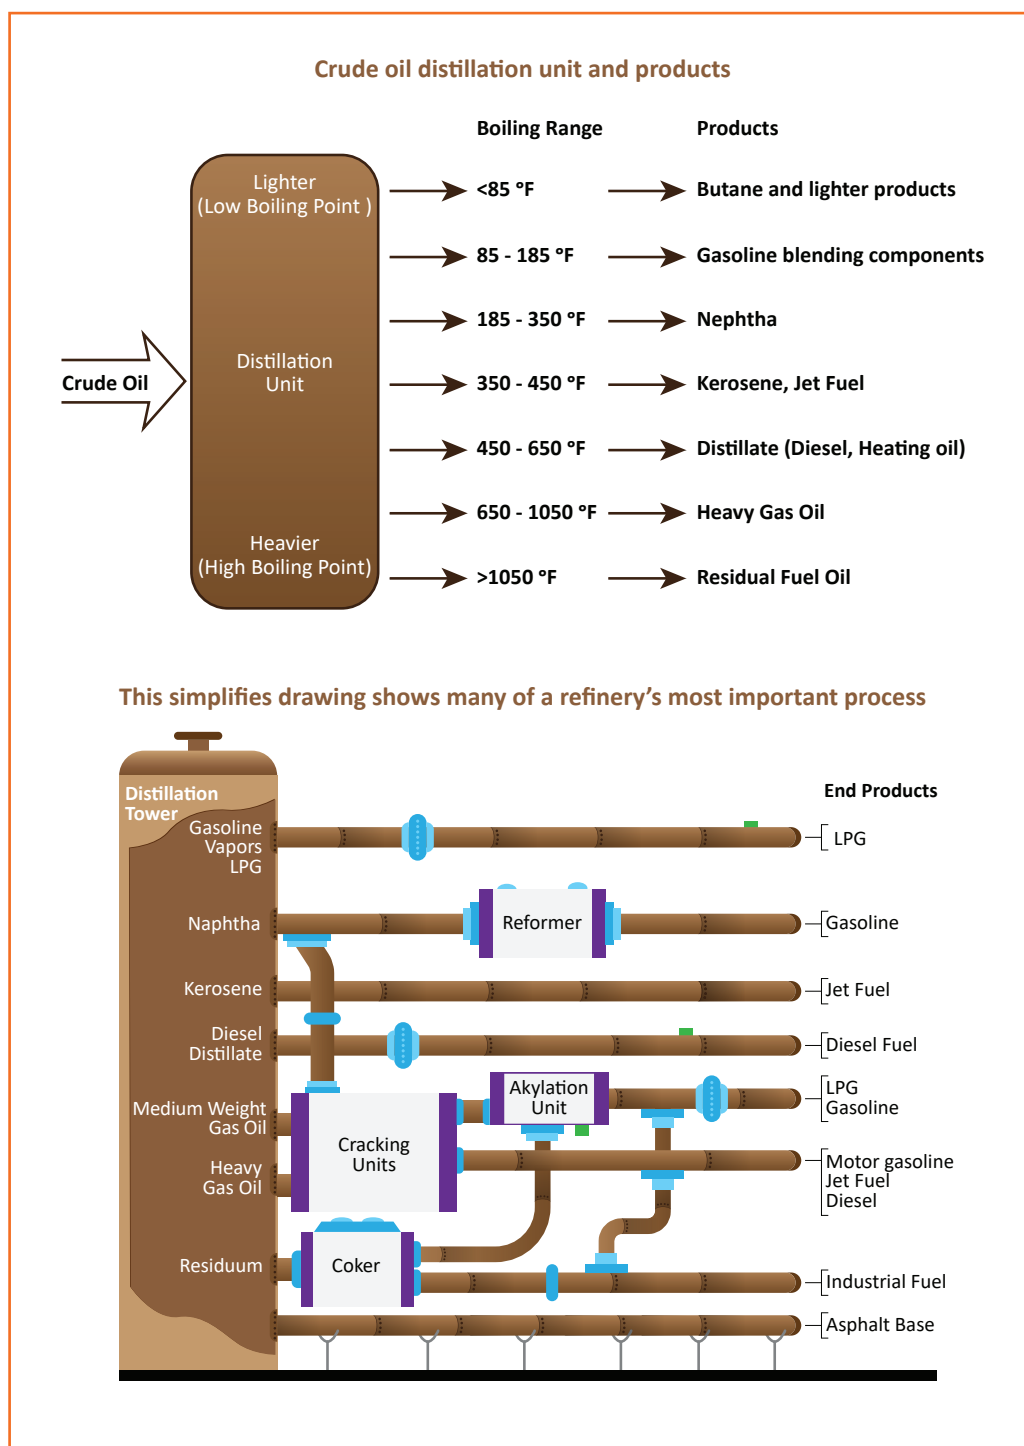 Crude oil distillation unit and products
Boiling Range
Products
Lighter
(Low Boiling Point )
Distillation
Unit
Heavier
(High Boiling Point)
Crude Oil
<85 °F
Butane and lighter products
85 - 185 °F
Gasoline blending components
185 - 350 °F
Nephtha
350 - 450 °F
Kerosene, Jet Fuel
450 - 650 °F
Distillate (Diesel, Heating oil)
650 - 1050 °F
Heavy Gas Oil
>1050 °F
Residual Fuel Oil
This simplifies drawing shows many of a refinery's most important process
Distillation
Tower
End Products
Gasoline
Vapors
LPG
LPG
Naphtha
Reformer
Gasoline
Kerosene
Jet Fuel
Diesel
Distillate
Diesel Fuel
Medium Weight
Gas Oil
Akylation
Unit
LPG
Gasoline
Heavy
Gas Oil
Cracking
Units
Motor gasoline
Jet Fuel
Diesel
Residuum
Coker
Industrial Fuel
Asphalt Base